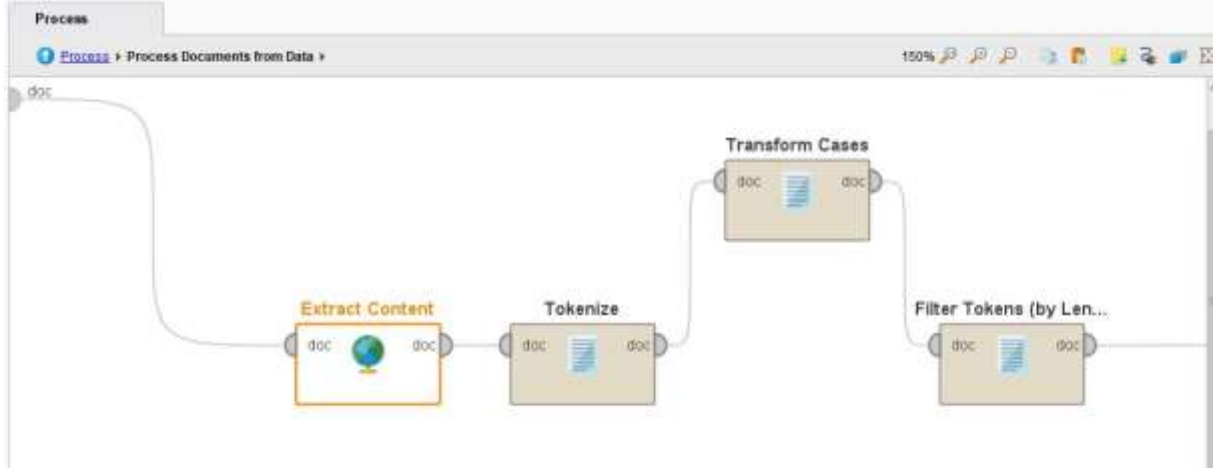 Process
Process ▸ Process Documents from Data ▸
150%
doc
Transform Cases
doc doc
Extract Content
doc doc
Tokenize
doc doc
Filter Tokens (by Len...
doc doc